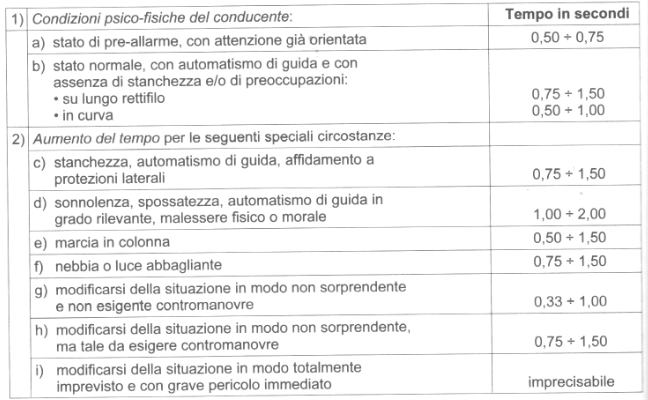 1) Condizioni psico-fisiche del conducente: Tempo in secondi
a) stato di pre-allarme, con attenzione già orientata 0,50 ÷ 0,75
b) stato normale, con automatismo di guida e con
assenza di stanchezza e/o di preoccupazioni:
• su lungo rettifilo 0,75 ÷ 1,50
• in curva 0,50 ÷ 1,00
2) Aumento del tempo per le seguenti speciali circostanze:
c) stanchezza, automatismo di guida, affidamento a
protezioni laterali 0,75 ÷ 1,50
d) sonnolenza, spossatezza, automatismo di guida in
grado rilevante, malessere fisico o morale 1,00 ÷ 2,00
e) marcia in colonna 0,50 ÷ 1,50
f) nebbia o luce abbagliante 0,75 ÷ 1,50
g) modificarsi della situazione in modo non sorprendente
e non esigente contromanovre 0,33 ÷ 1,00
h) modificarsi della situazione in modo non sorprendente,
ma tale da esigere contromanovre 0,75 ÷ 1,50
i) modificarsi della situazione in modo totalmente
imprevisto e con grave pericolo immediato imprecisabile